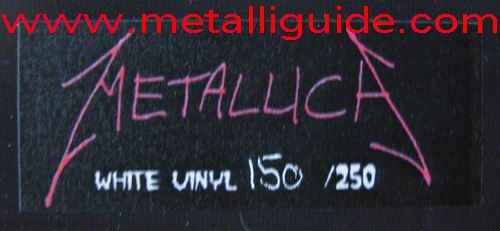 www.metalliguide.com
METALLICA
WHITE VINYL 150 /250